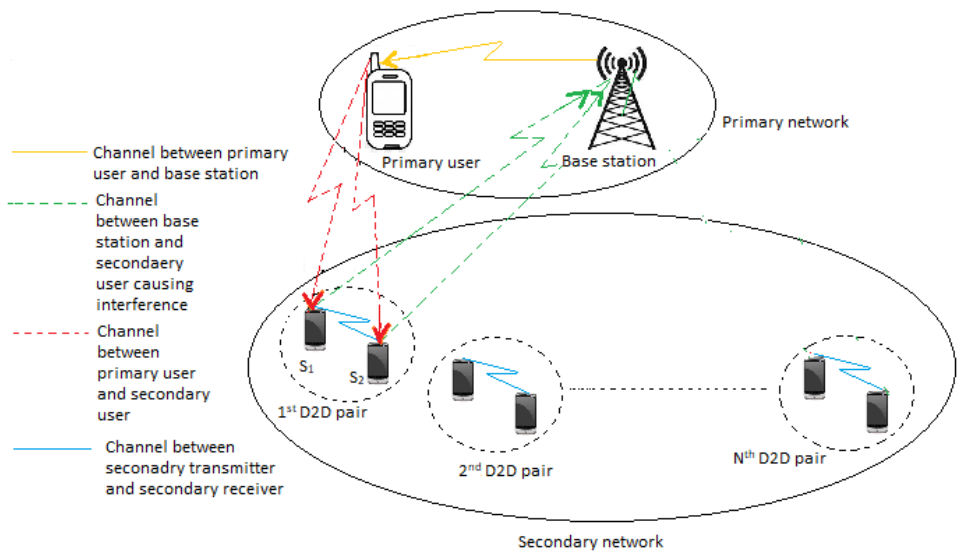 Primary user
Base station
Primary network
Channel between primary
user and base station
Channel
between base
station and
secondaery
user causing
interference
Channel
between
primary user
and secondary
user
Channel between
seconadry transmitter
and secondary receiver
S₁
S₂
1ˢᵗ D2D pair
2ⁿᵈ D2D pair
Nᵗʰ D2D pair
Secondary network